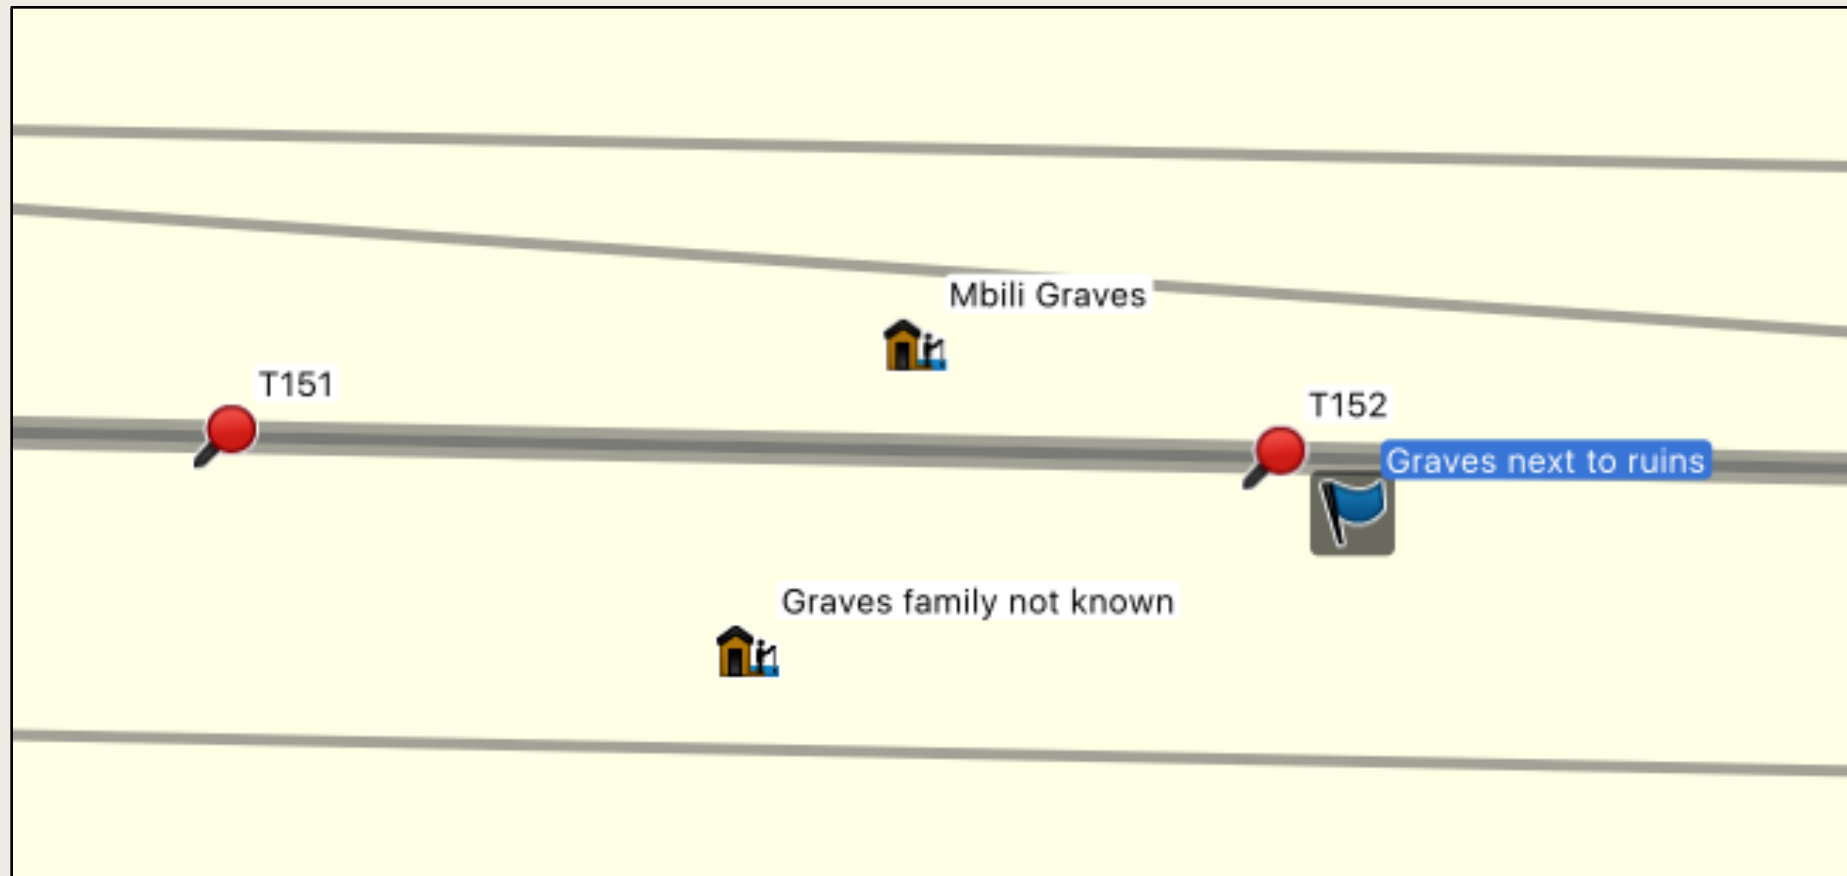 Mbili Graves
T151
T152
Graves next to ruins
Graves family not known